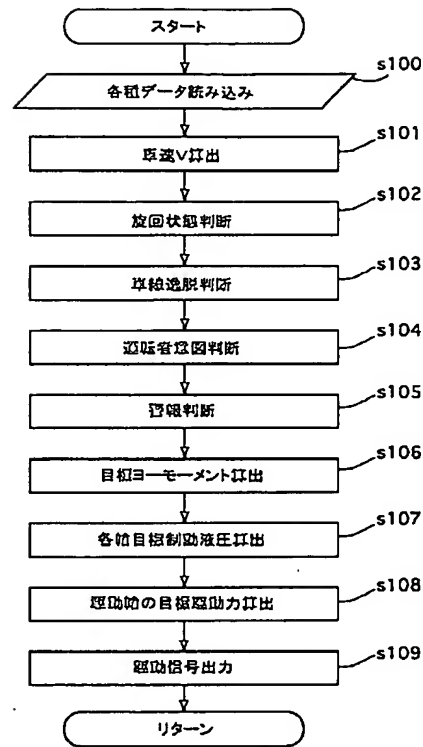 スタート
各種データ読み込み
s100
車速V算出
s101
旋回状態判断
s102
車線逸脱判断
s103
運転者意図判断
s104
警報判断
s105
目標ヨーモーメント算出
s106
各輪目標制動液圧算出
s107
駆動輪の目標駆動力算出
s108
駆動信号出力
s109
リターン